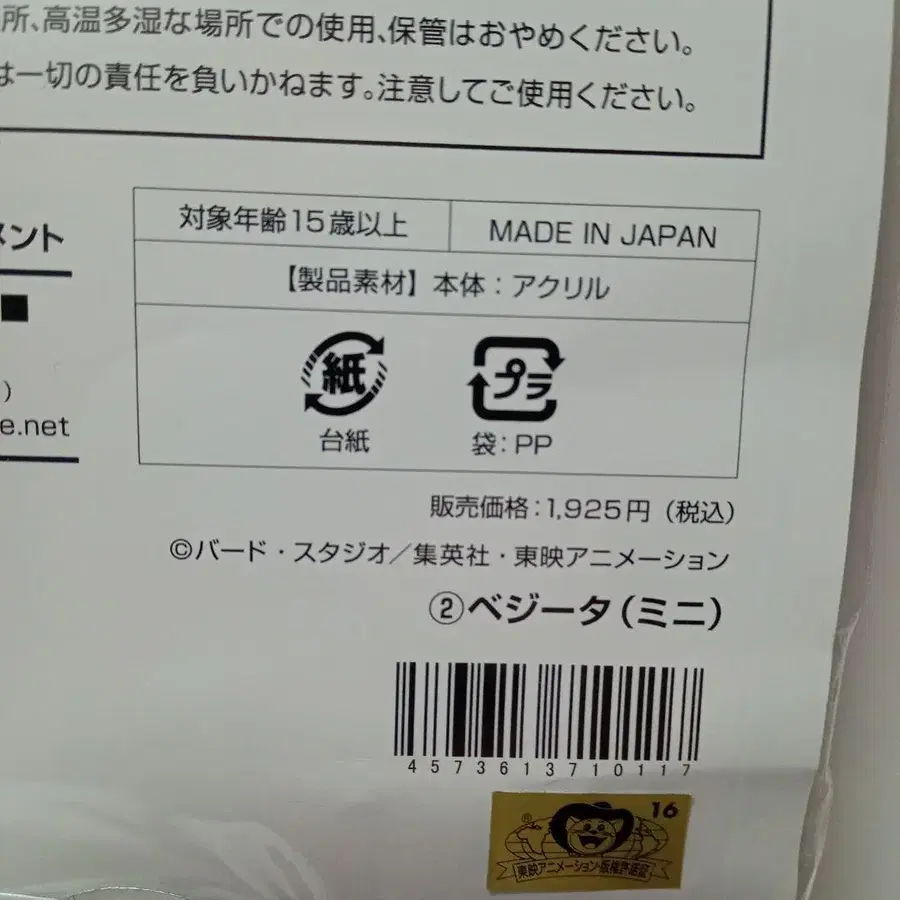 所、高温多湿な場所での使用、保管はおやめください。
は一切の責任を負いかねます。注意してご使用ください。
メント
■
)
e.net
対象年齢15歳以上
MADE IN JAPAN
【製品素材】本体：アクリル
紙
プラ
台紙
袋：PP
販売価格：1,925円（税込）
©バード・スタジオ／集英社・東映アニメーション
②ベジータ（ミニ）
4573613710117
16
®
東映アニメーション・版権許諾証